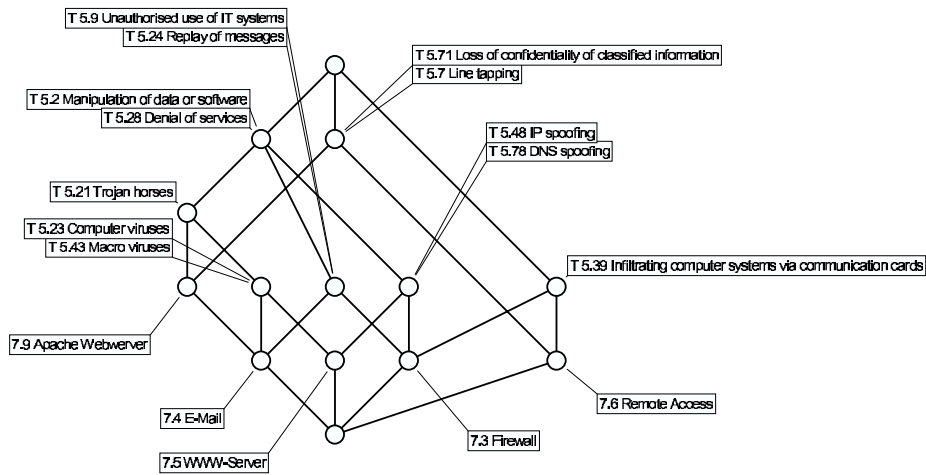 T 5.9 Unauthorised use of IT systems
T 5.24 Replay of messages
T 5.71 Loss of confidentiality of classified information
T 5.7 Line tapping
T 5.2 Manipulation of data or software
T 5.28 Denial of services
T 5.48 IP spoofing
T 5.78 DNS spoofing
T 5.21 Trojan horses
T 5.23 Computer viruses
T 5.43 Macro viruses
T 5.39 Infiltrating computer systems via communication cards
7.9 Apache Webwerver
7.6 Remote Access
7.4 E-Mail
7.3 Firewall
7.5 WWW-Server